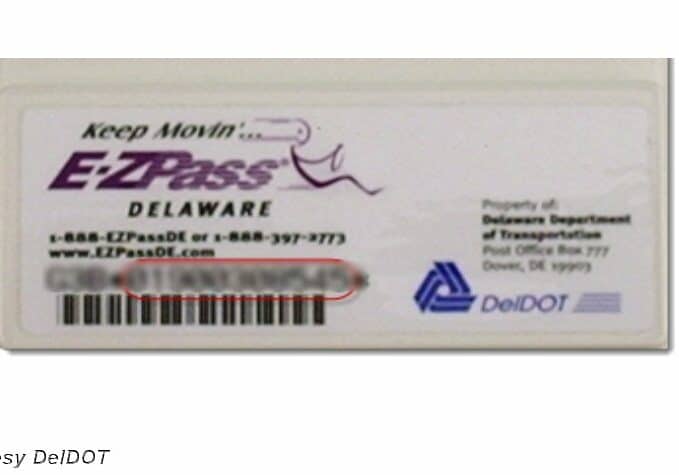 Keep Movin'...
E-ZPass®
DELAWARE
1-888-EZPassDE or 1-888-397-2773
www.EZPassDE.com
Property of:
Delaware Department
of Transportation
Post Office Box 777
Dover, DE 19903
DelDOT
esy DelDOT